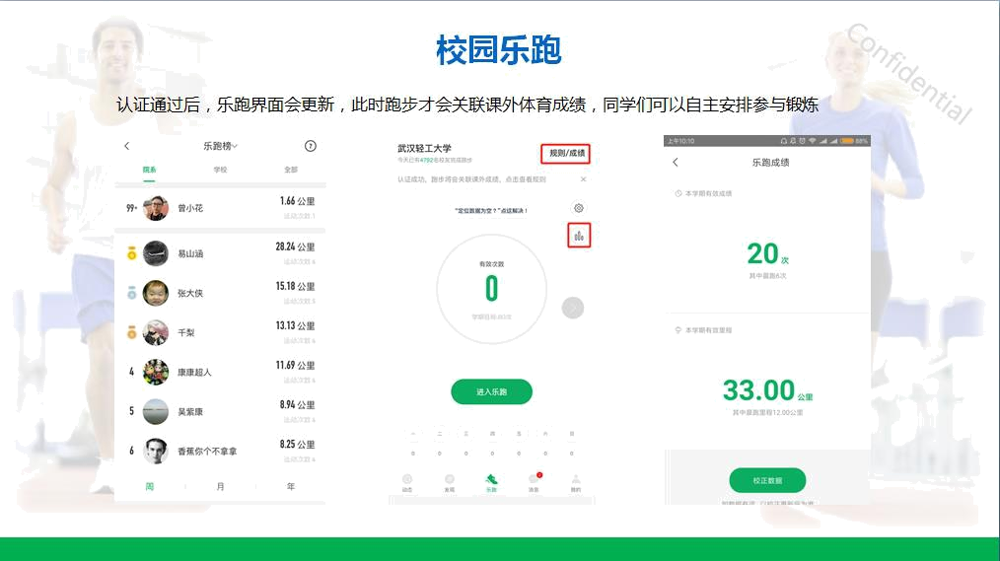 校园乐跑
Confidential
认证通过后，乐跑界面会更新，此时跑步才会关联课外体育成绩，同学们可以自主安排参与锻炼
乐跑榜
院系 学校 全部
99+ 曾小花 1.66 公里
运动次数 1
易山涵 28.24 公里
运动次数 4
张大侠 15.18 公里
运动次数 5
千梨 13.13 公里
运动次数 4
4 康康超人 11.69 公里
运动次数 4
5 吴紫康 8.94 公里
运动次数 4
6 香蕉你个不拿拿 8.25 公里
运动次数 4
周 月 年
武汉轻工大学
今天已有4792名校友完成跑步
规则/成绩
认证成功，跑步将会关联课外成绩，点击查看规则
“定位数据为空？”点这解决！
有效次数
0
学期目标:60次
进入乐跑
一 二 三 四 五 六 日
0 0 0 0 0 0 0
动态 发现 乐跑 消息 我的
上午10:10 88%
乐跑成绩
本学期有效成绩
20 次
其中晨跑6次
本学期有效里程
33.00 公里
其中晨跑里程12.00公里
校正数据